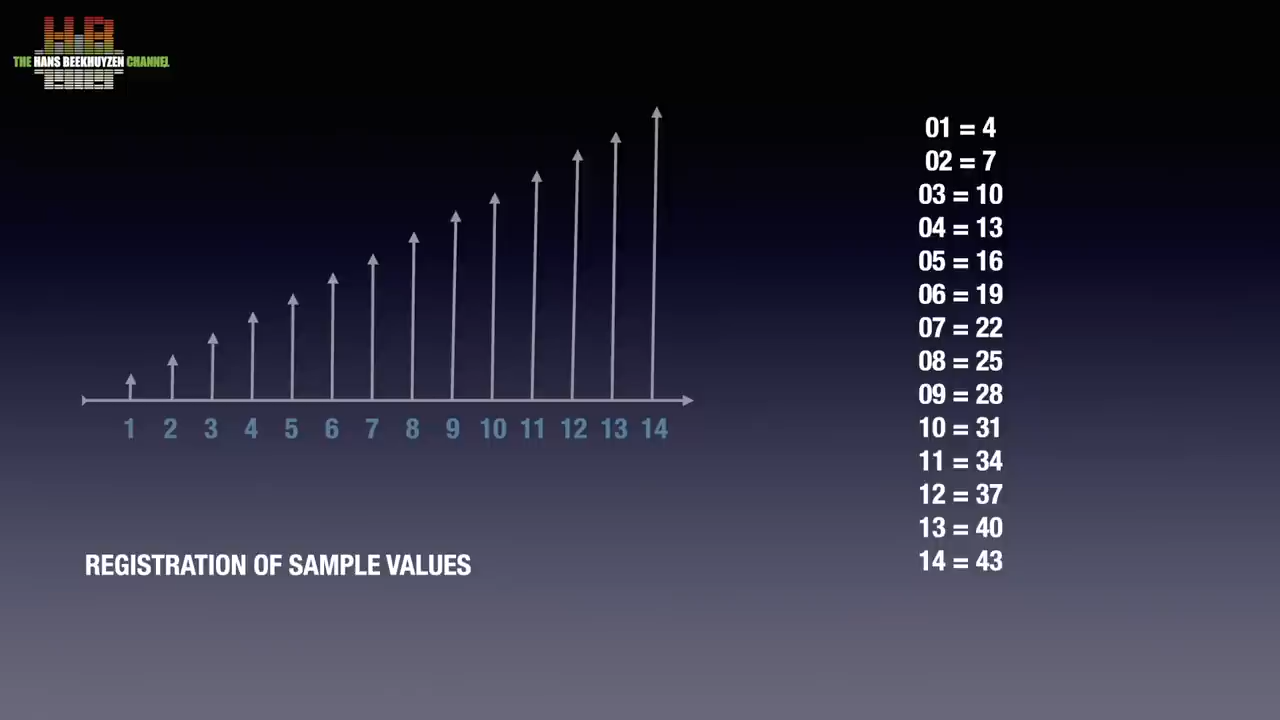 THE HANS BEEKHUYZEN CHANNEL
01 = 4
02 = 7
03 = 10
04 = 13
05 = 16
06 = 19
07 = 22
08 = 25
09 = 28
10 = 31
11 = 34
12 = 37
13 = 40
14 = 43
1 2 3 4 5 6 7 8 9 10 11 12 13 14
REGISTRATION OF SAMPLE VALUES